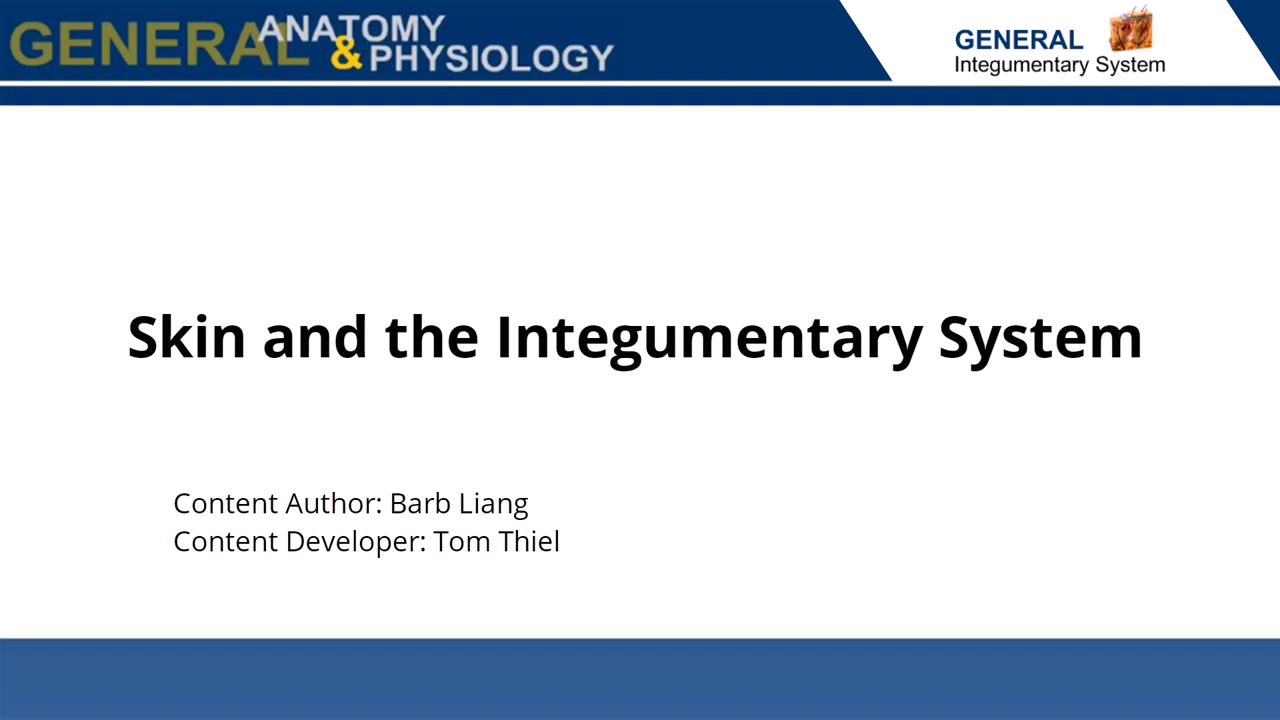 GENERAL ANATOMY
& PHYSIOLOGY
GENERAL
Integumentary System
Skin and the Integumentary System
Content Author: Barb Liang
Content Developer: Tom Thiel